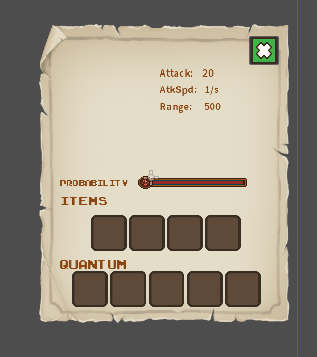 Attack: 20
AtkSpd: 1/s
Range: 500
PROBABILITY
ITEMS
QUANTUM